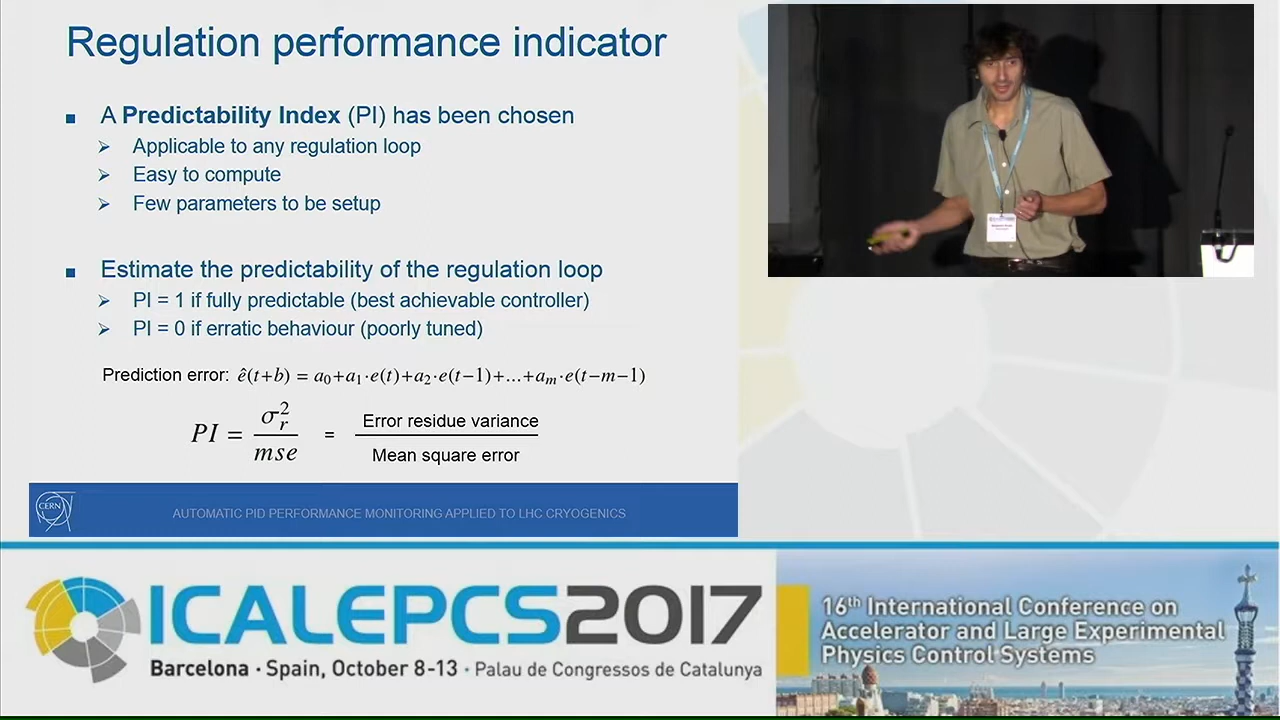 Regulation performance indicator
A Predictability Index (PI) has been chosen
Applicable to any regulation loop
Easy to compute
Few parameters to be setup
Estimate the predictability of the regulation loop
PI = 1 if fully predictable (best achievable controller)
PI = 0 if erratic behaviour (poorly tuned)
Prediction error: ê(t+b) = a₀+a₁·e(t)+a₂·e(t−1)+...+aₘ·e(t−m−1)
PI = σᵣ² / mse = Error residue variance / Mean square error
CERN
AUTOMATIC PID PERFORMANCE MONITORING APPLIED TO LHC CRYOGENICS
ICALEPCS2017
Barcelona · Spain, October 8-13 · Palau de Congressos de Catalunya
16th International Conference on
Accelerator and Large Experimental
Physics Control Systems